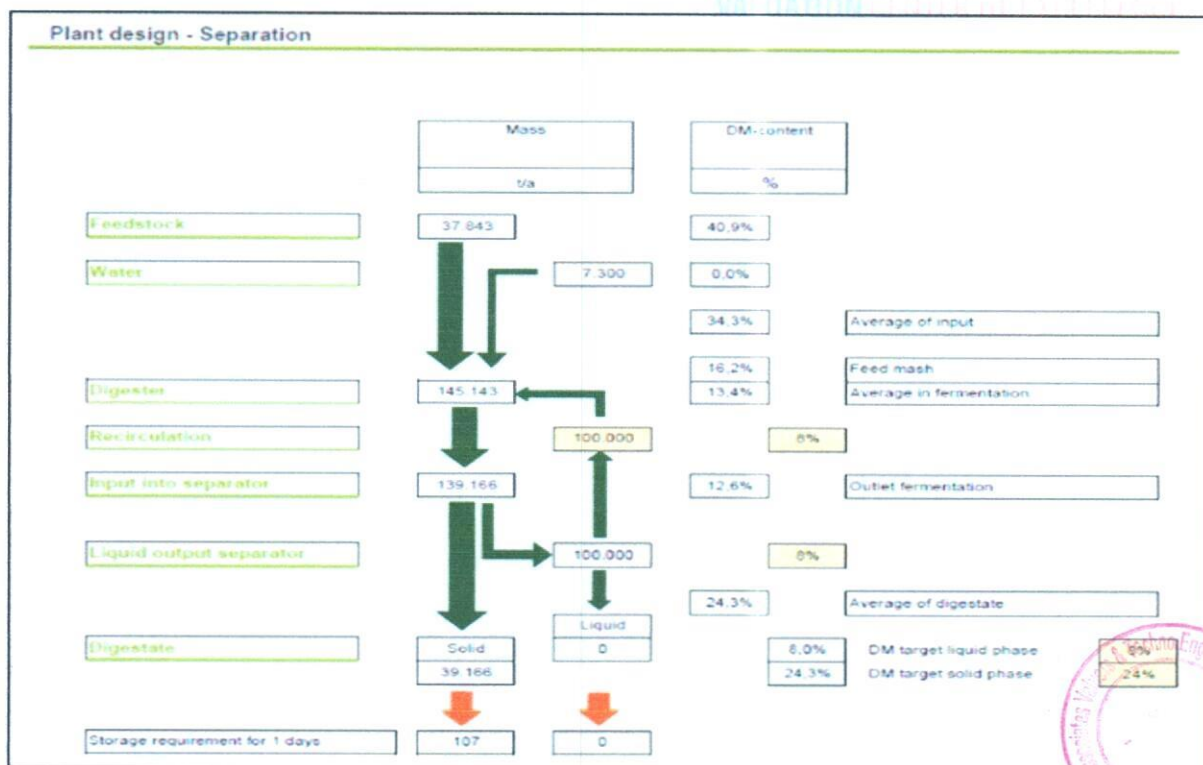 Plant design - Separation
Mass
DM-content
t/a
%
Feedstock
37.843
40,9%
Water
7.300
0,0%
34,3%
Average of input
16,2%
Feed mash
Digester
145.143
13,4%
Average in fermentation
Recirculation
100.000
8%
Input into separator
139.166
12,6%
Outlet fermentation
Liquid output separator
100.000
8%
24,3%
Average of digestate
Liquid
Digestate
Solid
0
8,0%
DM target liquid phase
8%
39.166
24,3%
DM target solid phase
24%
Storage requirement for 1 days
107
0